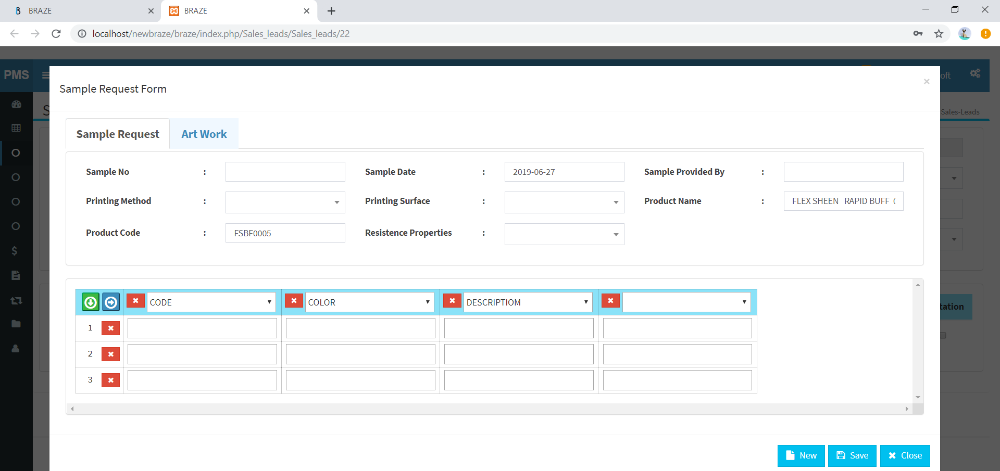 BRAZE
BRAZE
localhost/newbraze/braze/index.php/Sales_leads/Sales_leads/22
PMS
oft
Sample Request Form
×
S
Sales-Leads
Sample Request
Art Work
Sample No :
Sample Date : 2019-06-27
Sample Provided By :
Printing Method :
Printing Surface :
Product Name : FLEX SHEEN RAPID BUFF
Product Code : FSBF0005
Resistence Properties :
CODE
COLOR
DESCRIPTIOM
tation
1
2
3
New
Save
Close